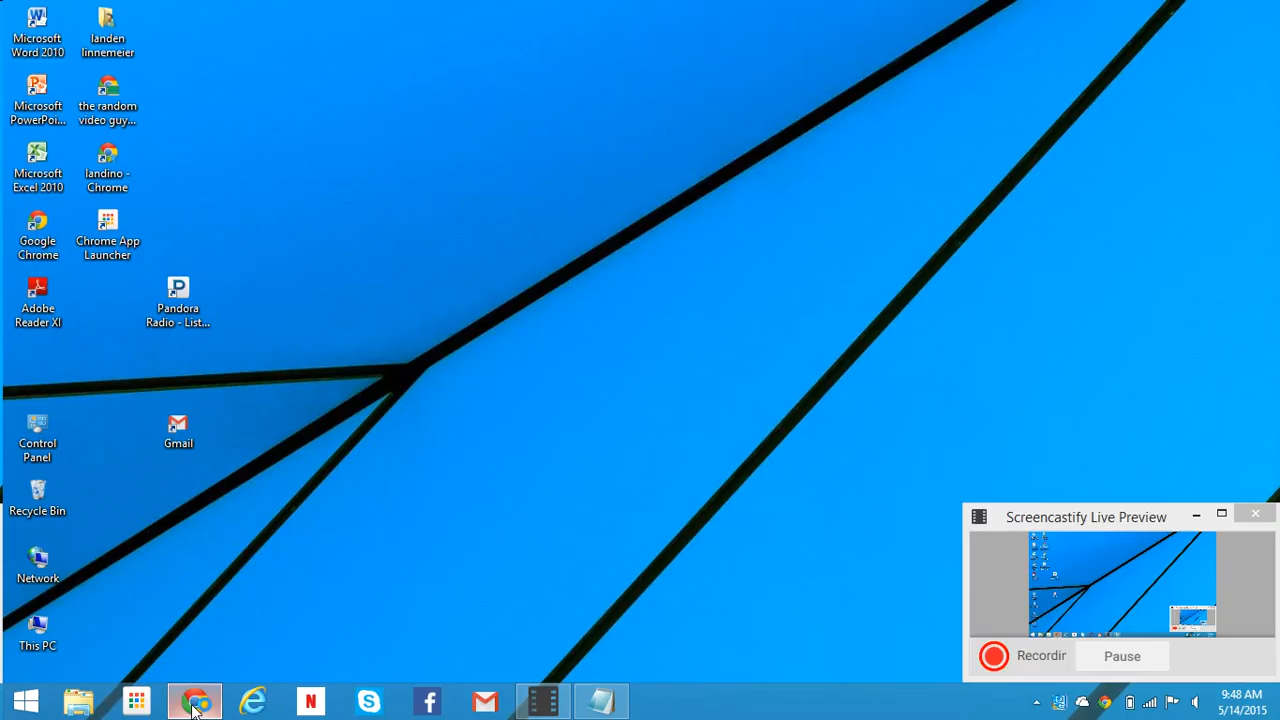 Microsoft
Word 2010
landen
linnemeier
Microsoft
PowerPoi...
the random
video guy...
Microsoft
Excel 2010
landino -
Chrome
Google
Chrome
Chrome App
Launcher
Adobe
Reader XI
Pandora
Radio - List...
Control
Panel
Gmail
Recycle Bin
Network
This PC
Screencastify Live Preview
Recordir
Pause
9:48 AM
5/14/2015